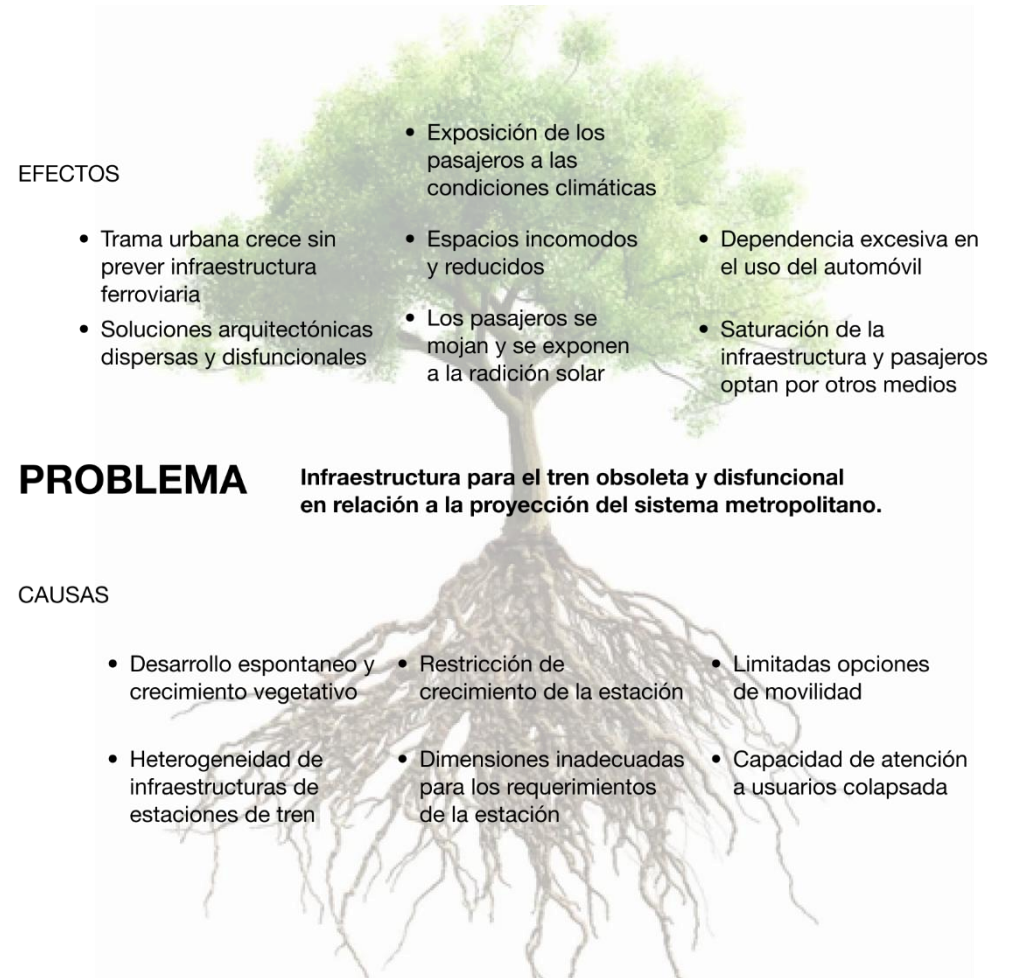 EFECTOS
• Exposición de los
pasajeros a las
condiciones climáticas
• Trama urbana crece sin
prever infraestructura
ferroviaria
• Soluciones arquitectónicas
dispersas y disfuncionales
• Espacios incomodos
y reducidos
• Los pasajeros se
mojan y se exponen
a la radición solar
• Dependencia excesiva en
el uso del automóvil
• Saturación de la
infraestructura y pasajeros
optan por otros medios
PROBLEMA
Infraestructura para el tren obsoleta y disfuncional
en relación a la proyección del sistema metropolitano.
CAUSAS
• Desarrollo espontaneo y
crecimiento vegetativo
• Heterogeneidad de
infraestructuras de
estaciones de tren
• Restricción de
crecimiento de la estación
• Dimensiones inadecuadas
para los requerimientos
de la estación
• Limitadas opciones
de movilidad
• Capacidad de atención
a usuarios colapsada